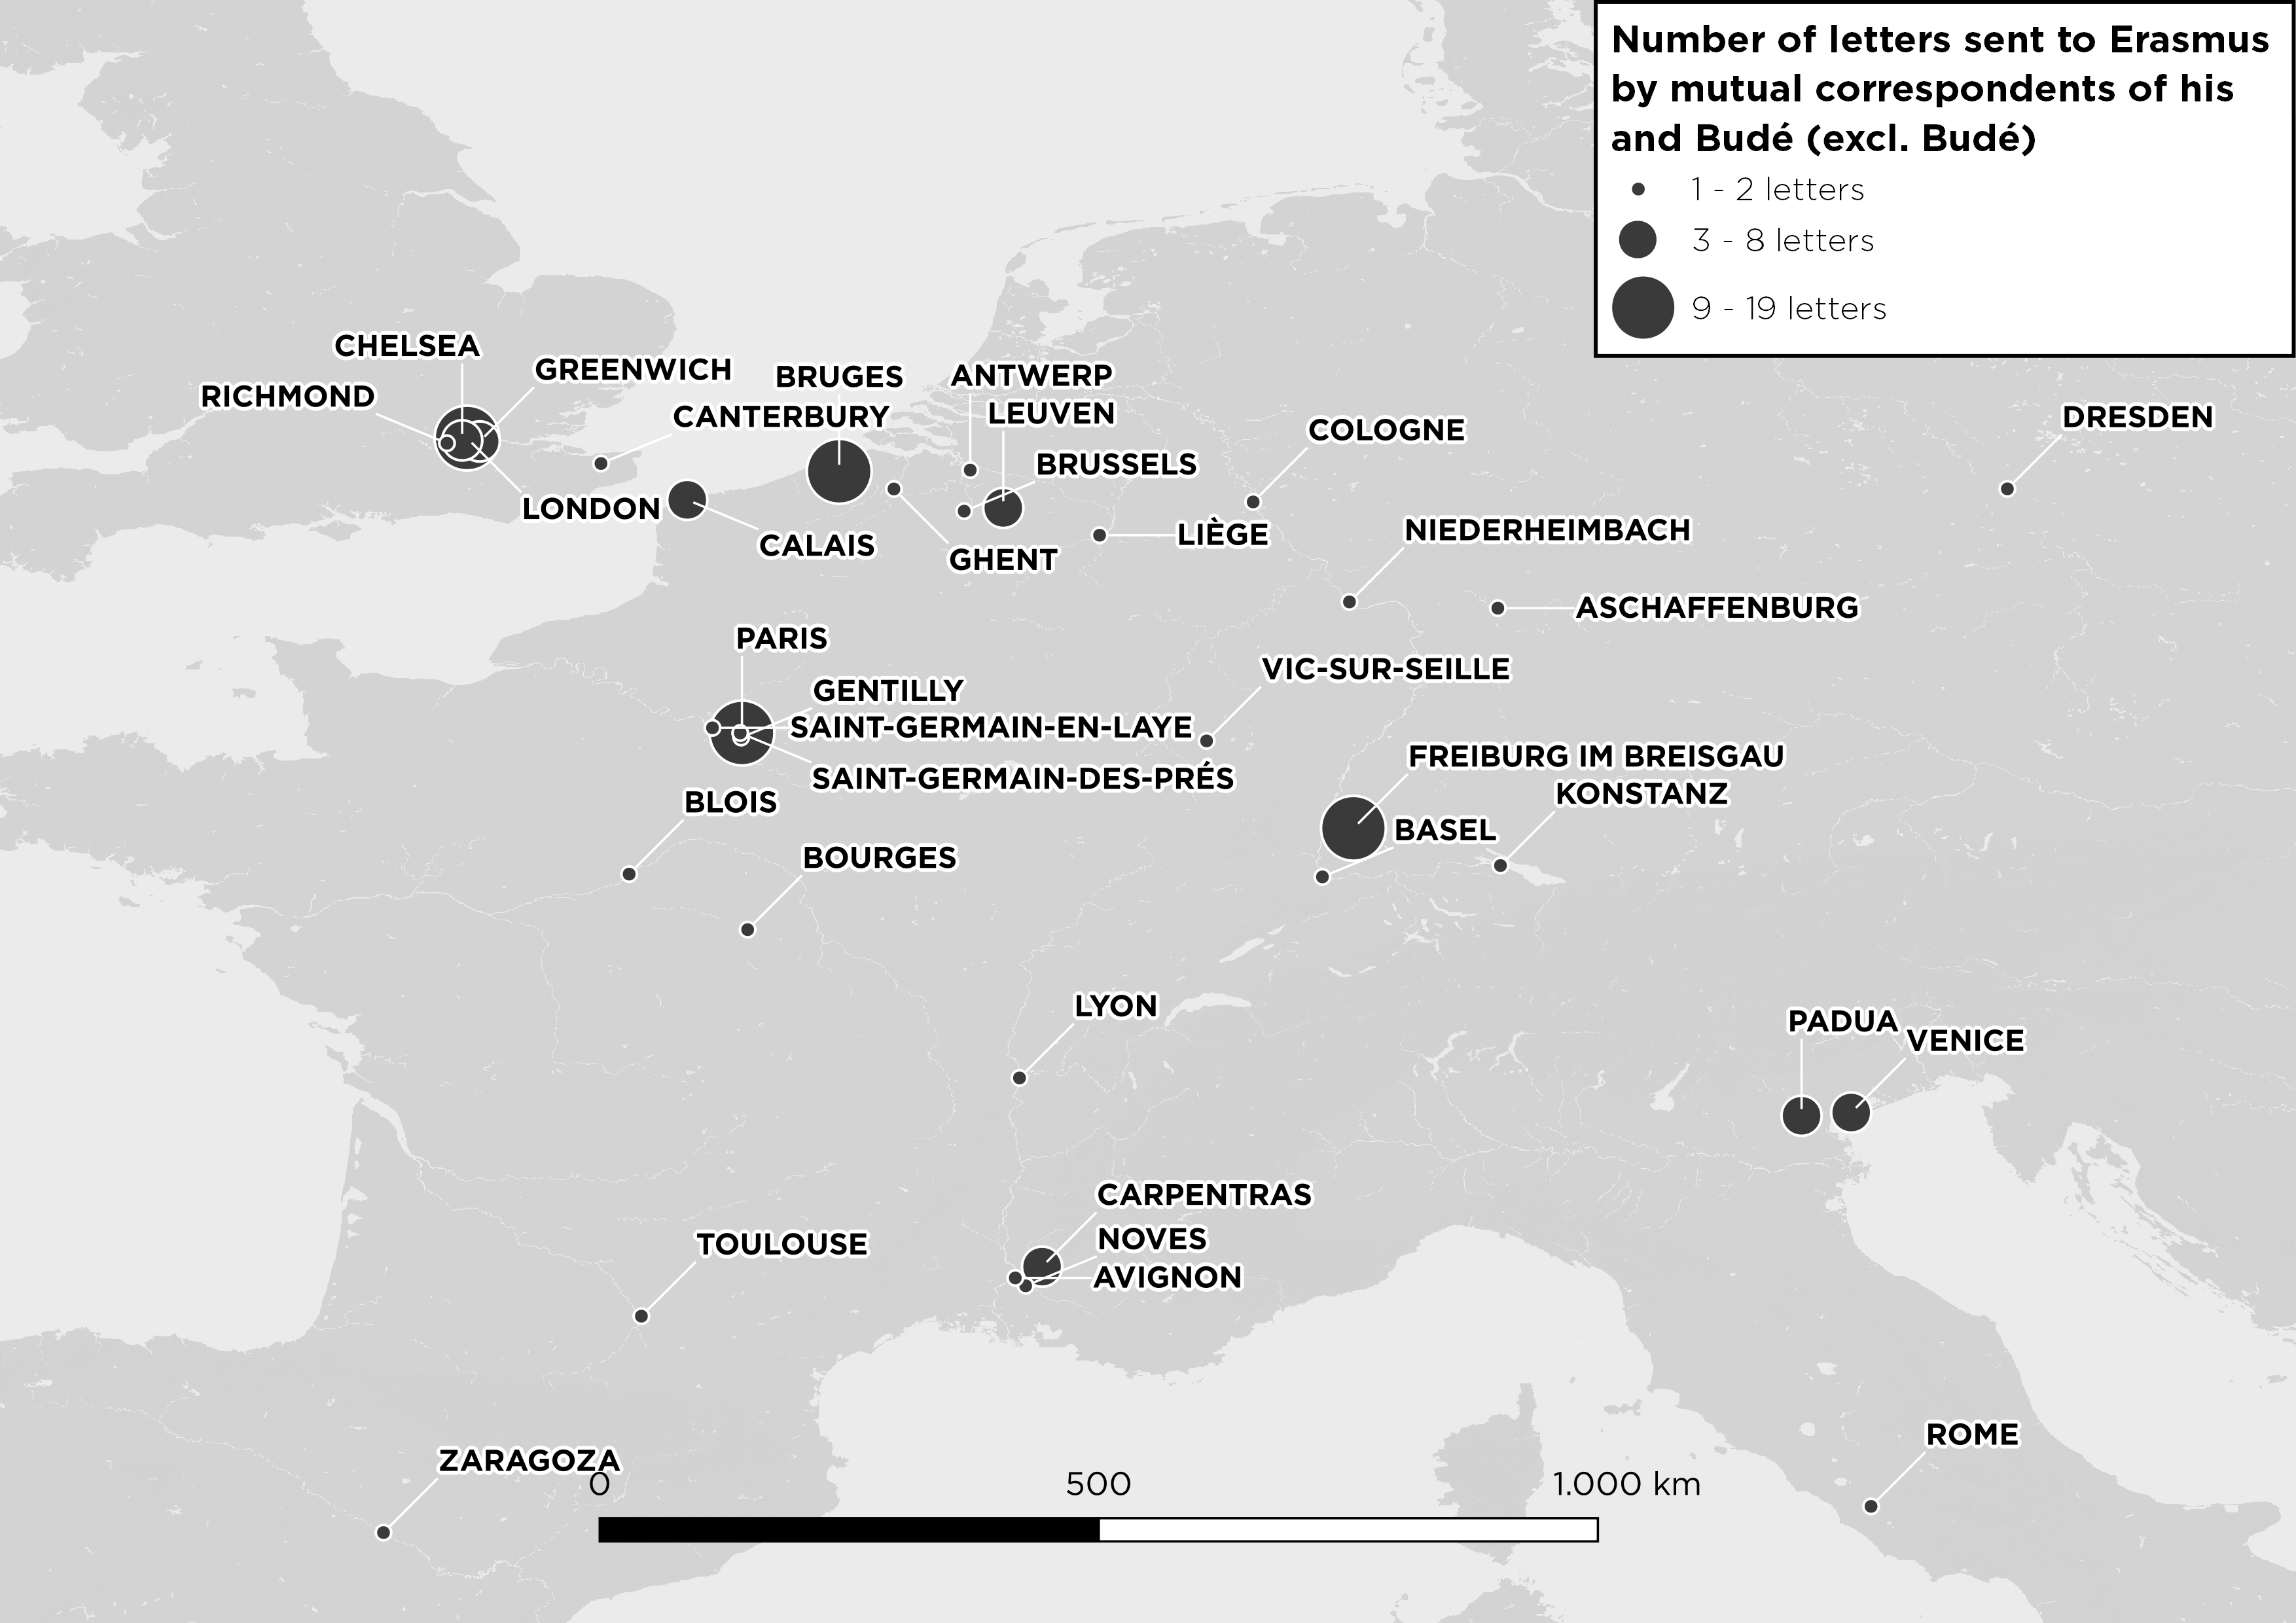 Number of letters sent to Erasmus
by mutual correspondents of his
and Budé (excl. Budé)
1 - 2 letters
3 - 8 letters
9 - 19 letters
CHELSEA
GREENWICH
RICHMOND
BRUGES
CANTERBURY
ANTWERP
LEUVEN
BRUSSELS
COLOGNE
DRESDEN
LONDON
CALAIS
GHENT
LIÈGE
NIEDERHEIMBACH
ASCHAFFENBURG
PARIS
GENTILLY
SAINT-GERMAIN-EN-LAYE
SAINT-GERMAIN-DES-PRÉS
VIC-SUR-SEILLE
BLOIS
BOURGES
FREIBURG IM BREISGAU
KONSTANZ
BASEL
LYON
PADUA
VENICE
CARPENTRAS
NOVES
AVIGNON
TOULOUSE
ROME
ZARAGOZA
0 500 1.000 km